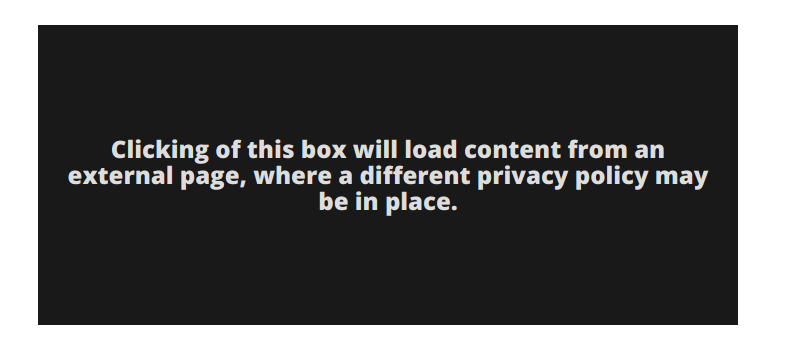 Clicking of this box will load content from an
external page, where a different privacy policy may
be in place.